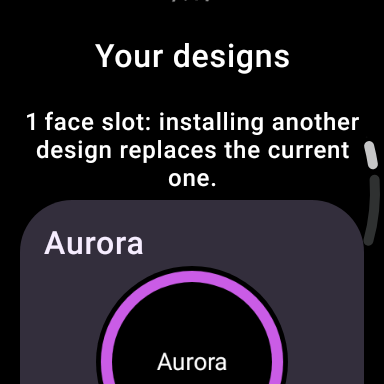 Your designs
1 face slot: installing another
design replaces the current
one.
Aurora
Aurora